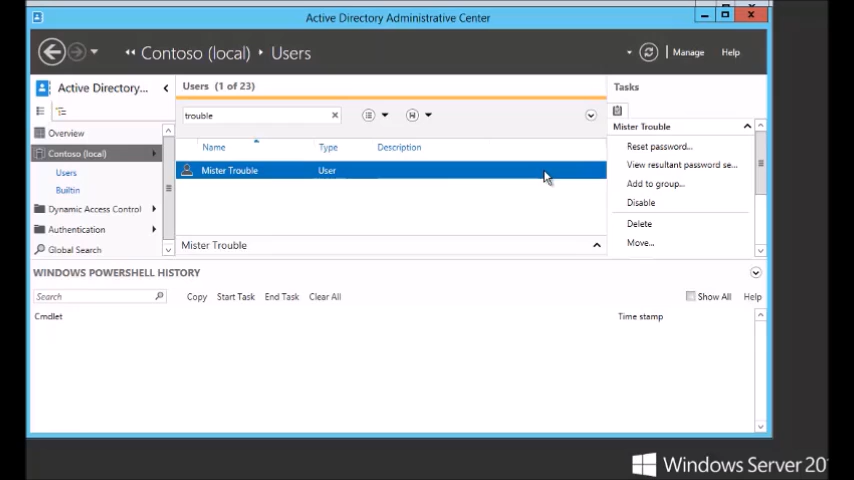 Active Directory Administrative Center
Contoso (local) Users
Manage
Help
Active Directory...
Overview
Contoso (local)
Users
Builtin
Dynamic Access Control
Authentication
Global Search
Users (1 of 23)
trouble
Name Type Description
Mister Trouble User
Mister Trouble
Tasks
Mister Trouble
Reset password...
View resultant password se...
Add to group...
Disable
Delete
Move...
WINDOWS POWERSHELL HISTORY
Search Copy Start Task End Task Clear All Show All Help
Cmdlet Time stamp
Windows Server 201